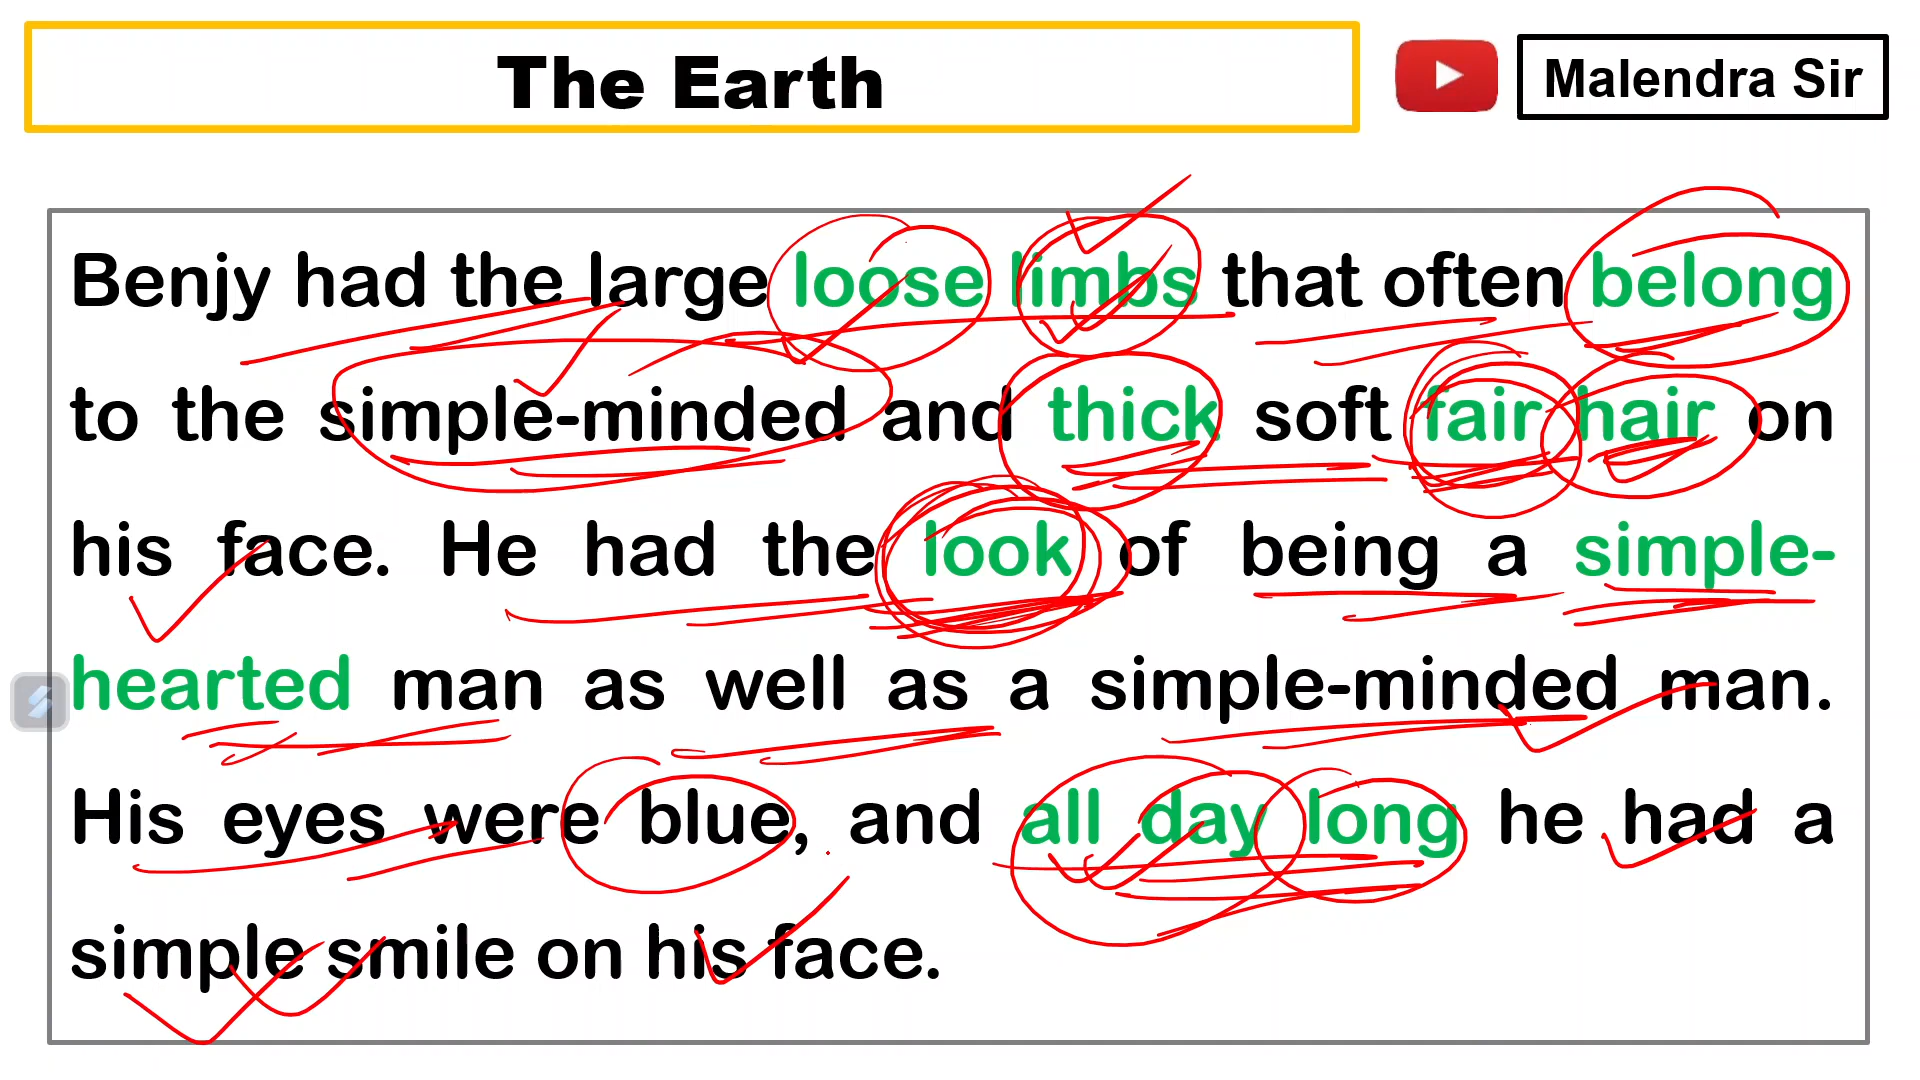 The Earth
Malendra Sir
Benjy had the large loose limbs that often belong
to the simple-minded and thick soft fair hair on
his face. He had the look of being a simple-
hearted man as well as a simple-minded man.
His eyes were blue, and all day long he had a
simple smile on his face.